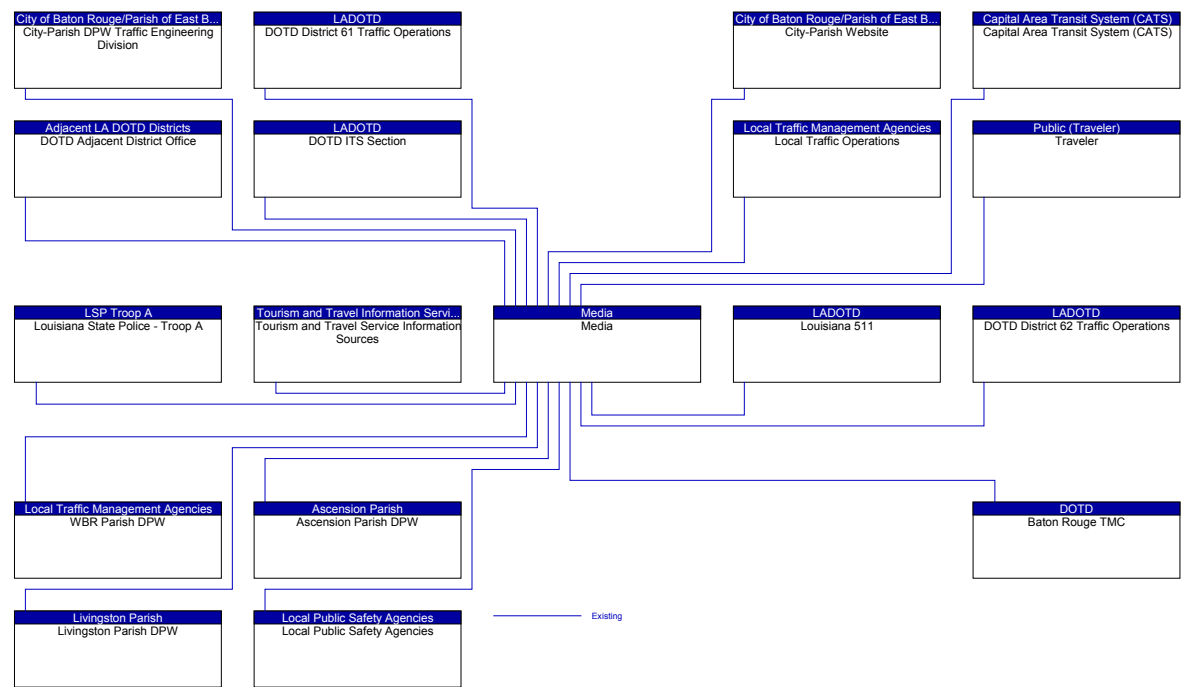 City of Baton Rouge/Parish of East B...
City-Parish DPW Traffic Engineering
Division
LADOTD
DOTD District 61 Traffic Operations
City of Baton Rouge/Parish of East B...
City-Parish Website
Capital Area Transit System (CATS)
Capital Area Transit System (CATS)
Adjacent LA DOTD Districts
DOTD Adjacent District Office
LADOTD
DOTD ITS Section
Local Traffic Management Agencies
Local Traffic Operations
Public (Traveler)
Traveler
LSP Troop A
Louisiana State Police - Troop A
Tourism and Travel Information Servi...
Tourism and Travel Service Information
Sources
Media
Media
LADOTD
Louisiana 511
LADOTD
DOTD District 62 Traffic Operations
Local Traffic Management Agencies
WBR Parish DPW
Ascension Parish
Ascension Parish DPW
DOTD
Baton Rouge TMC
Livingston Parish
Livingston Parish DPW
Local Public Safety Agencies
Local Public Safety Agencies
Existing